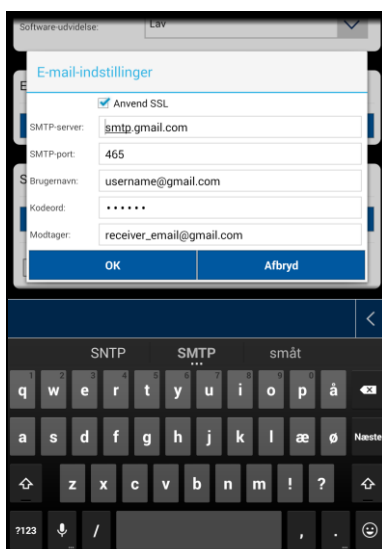 Software-udvidelse: Lav
E-mail-indstillinger
E
Anvend SSL
SMTP-server: smtp.gmail.com
SMTP-port: 465
S
Brugernavn: username@gmail.com
Kodeord: ••••••
Modtager: receiver_email@gmail.com
OK Afbryd
SNTP SMTP småt
1 2 3 4 5 6 7 8 9 0
q w e r t y u i o p å
a s d f g h j k l æ ø Næste
z x c v b n m ! ?
?123 / , .